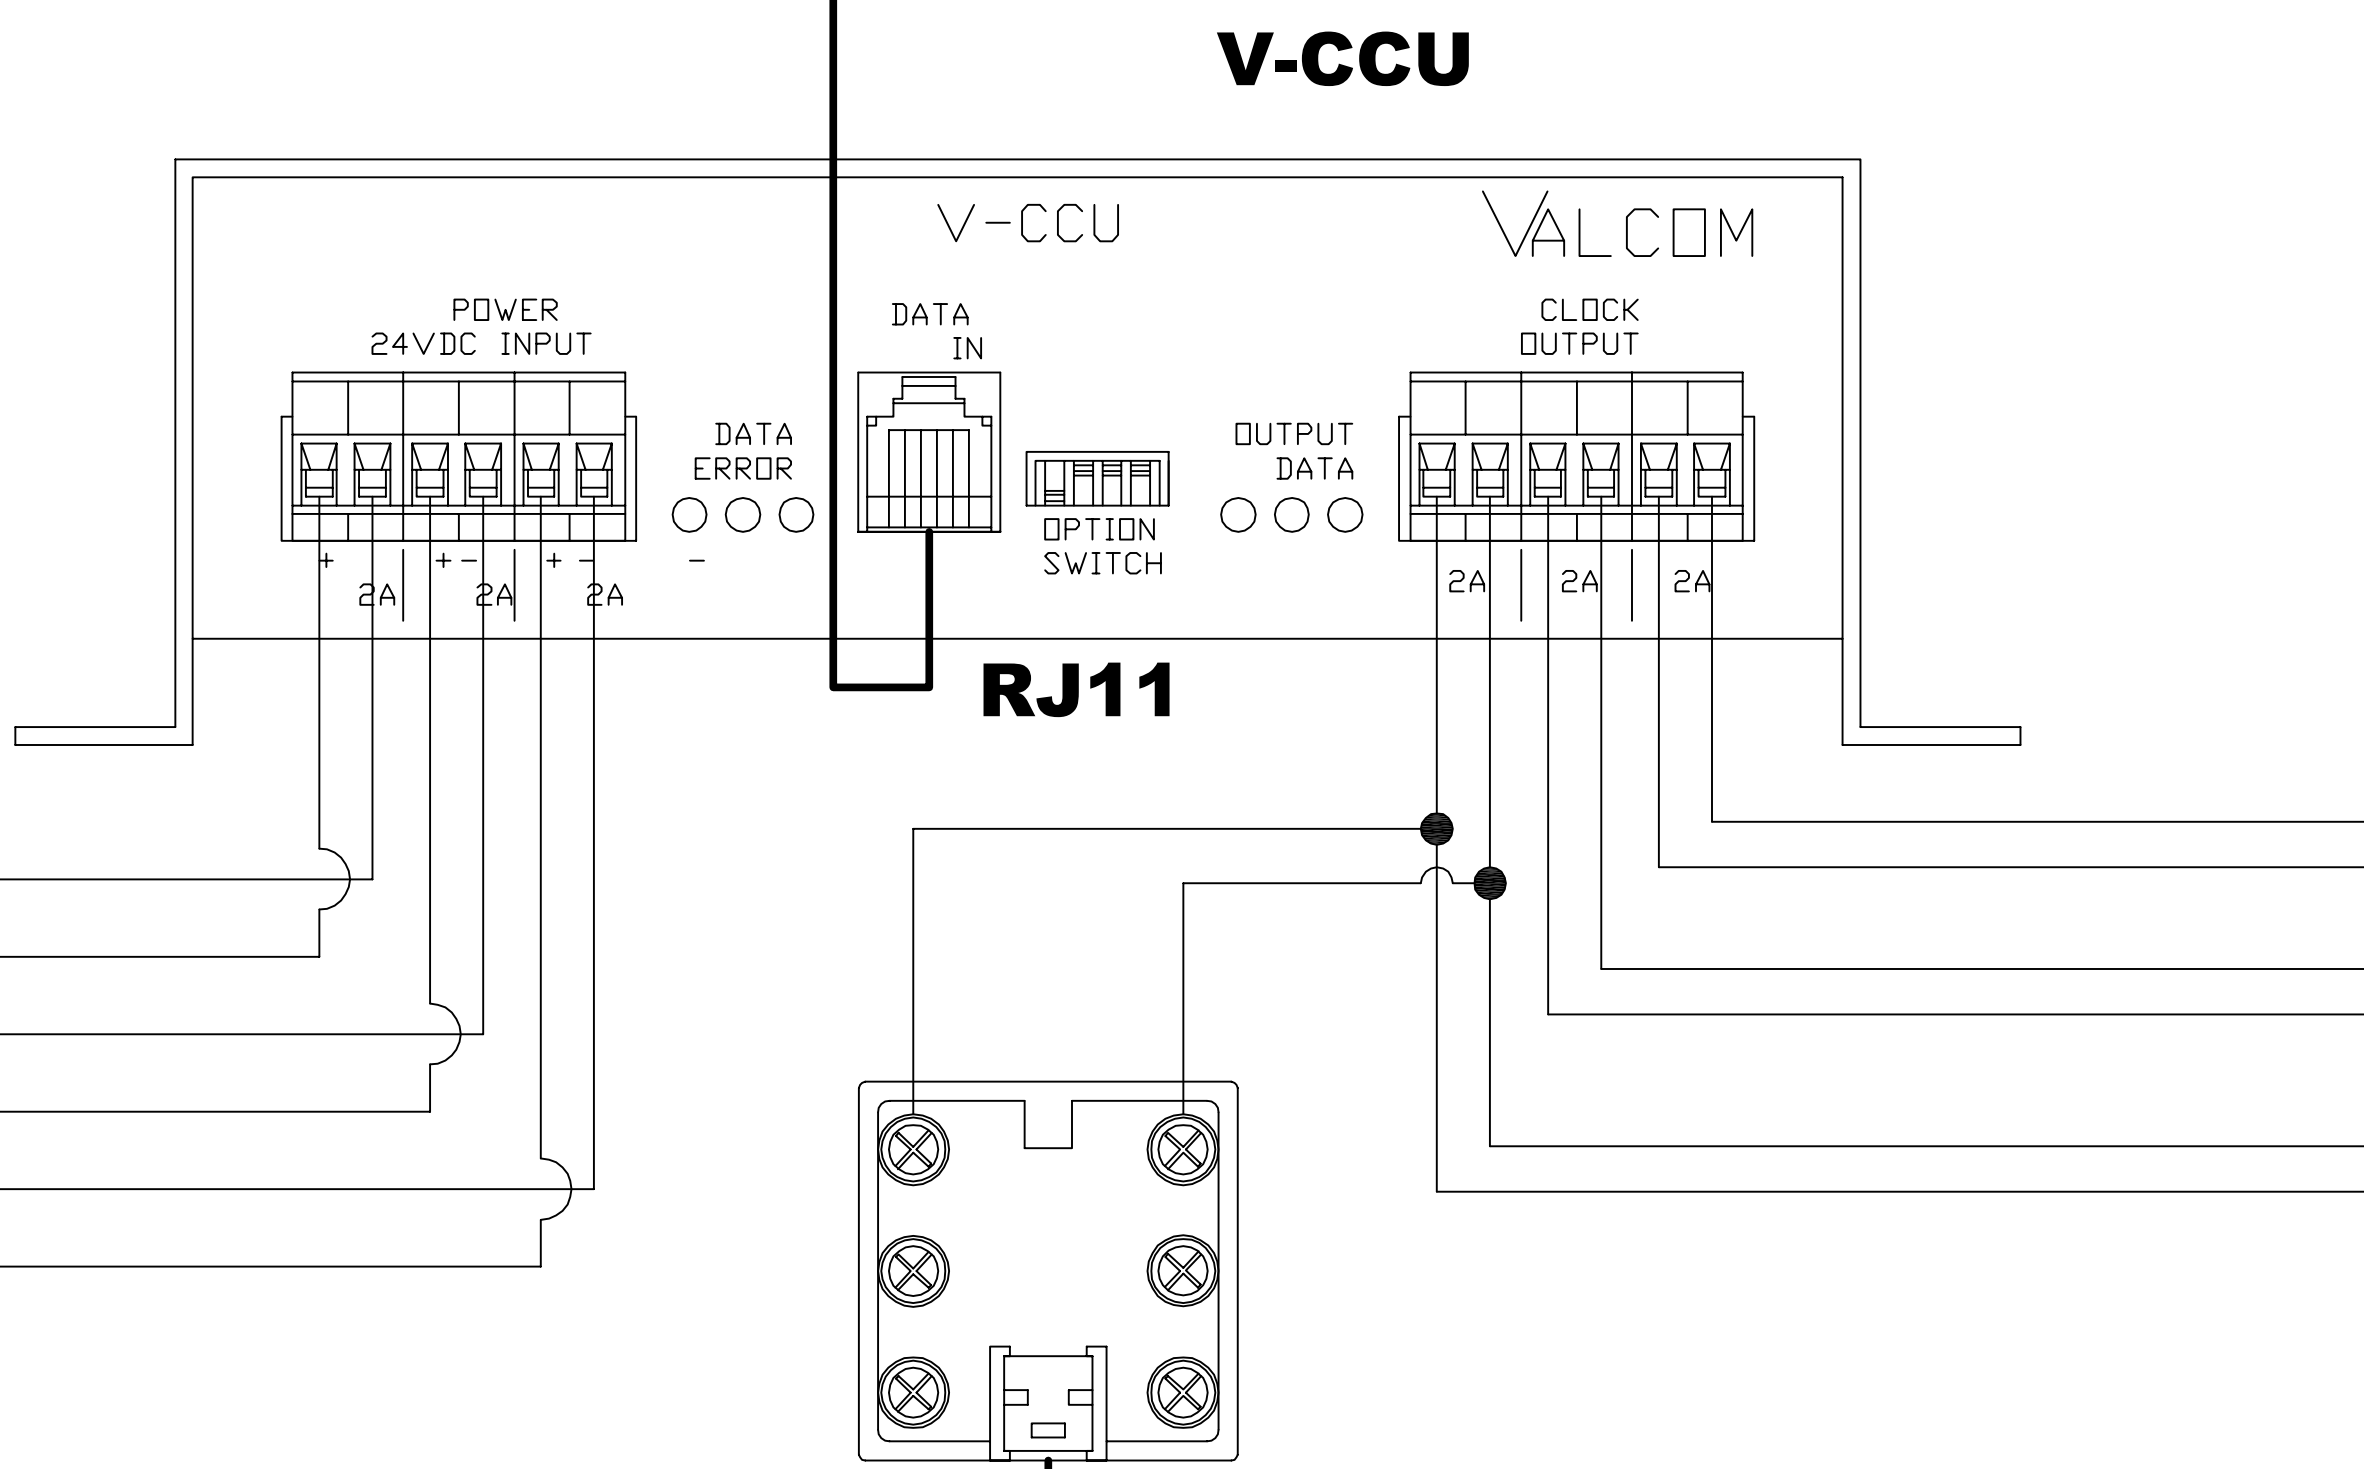 V-CCU
V-CCU
VALCOM
POWER
24VDC INPUT
DATA
IN
CLOCK
OUTPUT
DATA
ERROR
OUTPUT
DATA
OPTION
SWITCH
+ + - + - -
2A 2A 2A
2A 2A 2A
RJ11